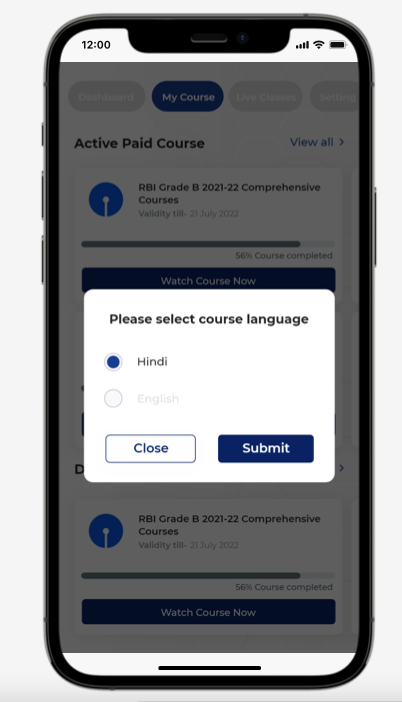 12:00
Dashboard My Course Live Classes Setting
Active Paid Course View all >
RBI Grade B 2021-22 Comprehensive
Courses
Validity till- 21 July 2022
56% Course completed
Watch Course Now
Please select course language
Hindi
English
Close Submit
D >
RBI Grade B 2021-22 Comprehensive
Courses
Validity till- 21 July 2022
56% Course completed
Watch Course Now